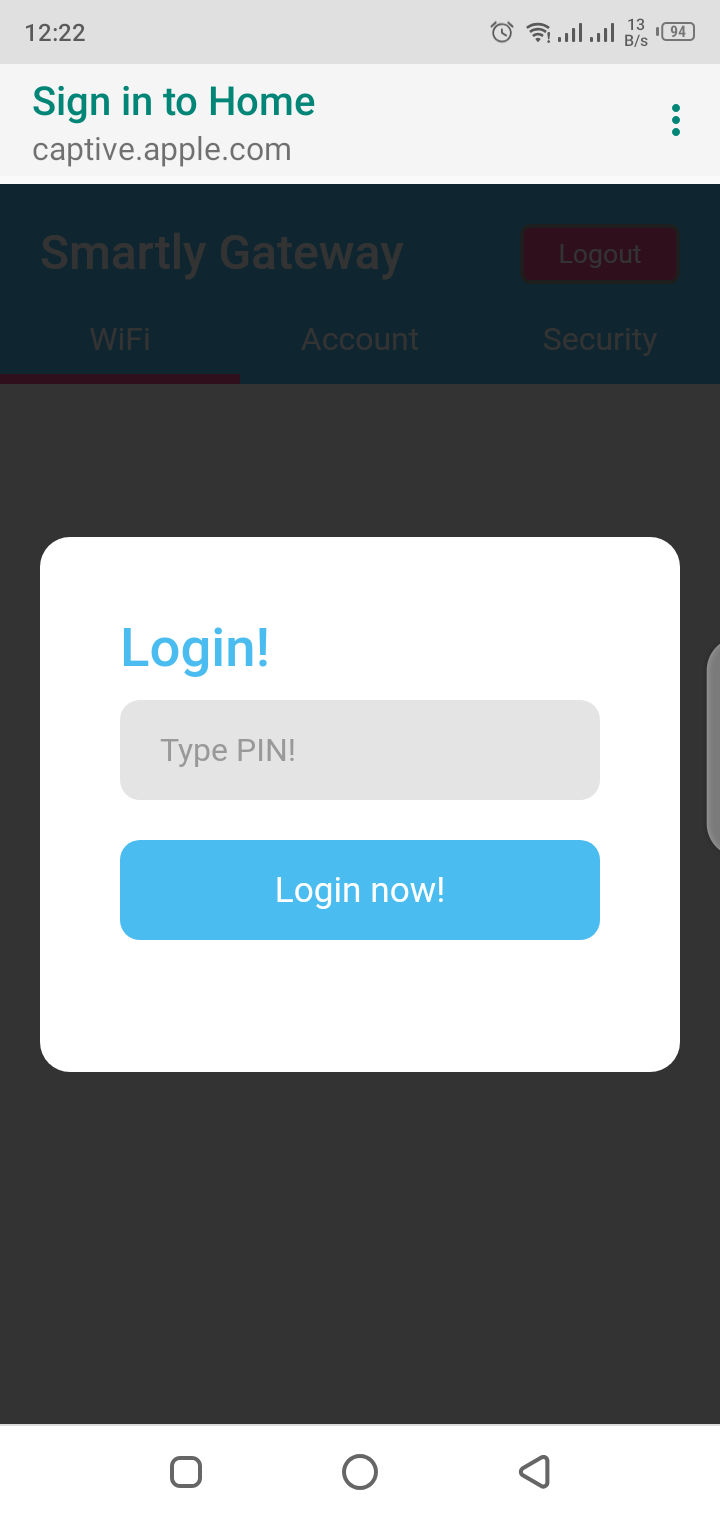 12:22
13
B/s
94
Sign in to Home
captive.apple.com
Smartly Gateway
Logout
WiFi Account Security
Login!
Type PIN!
Login now!